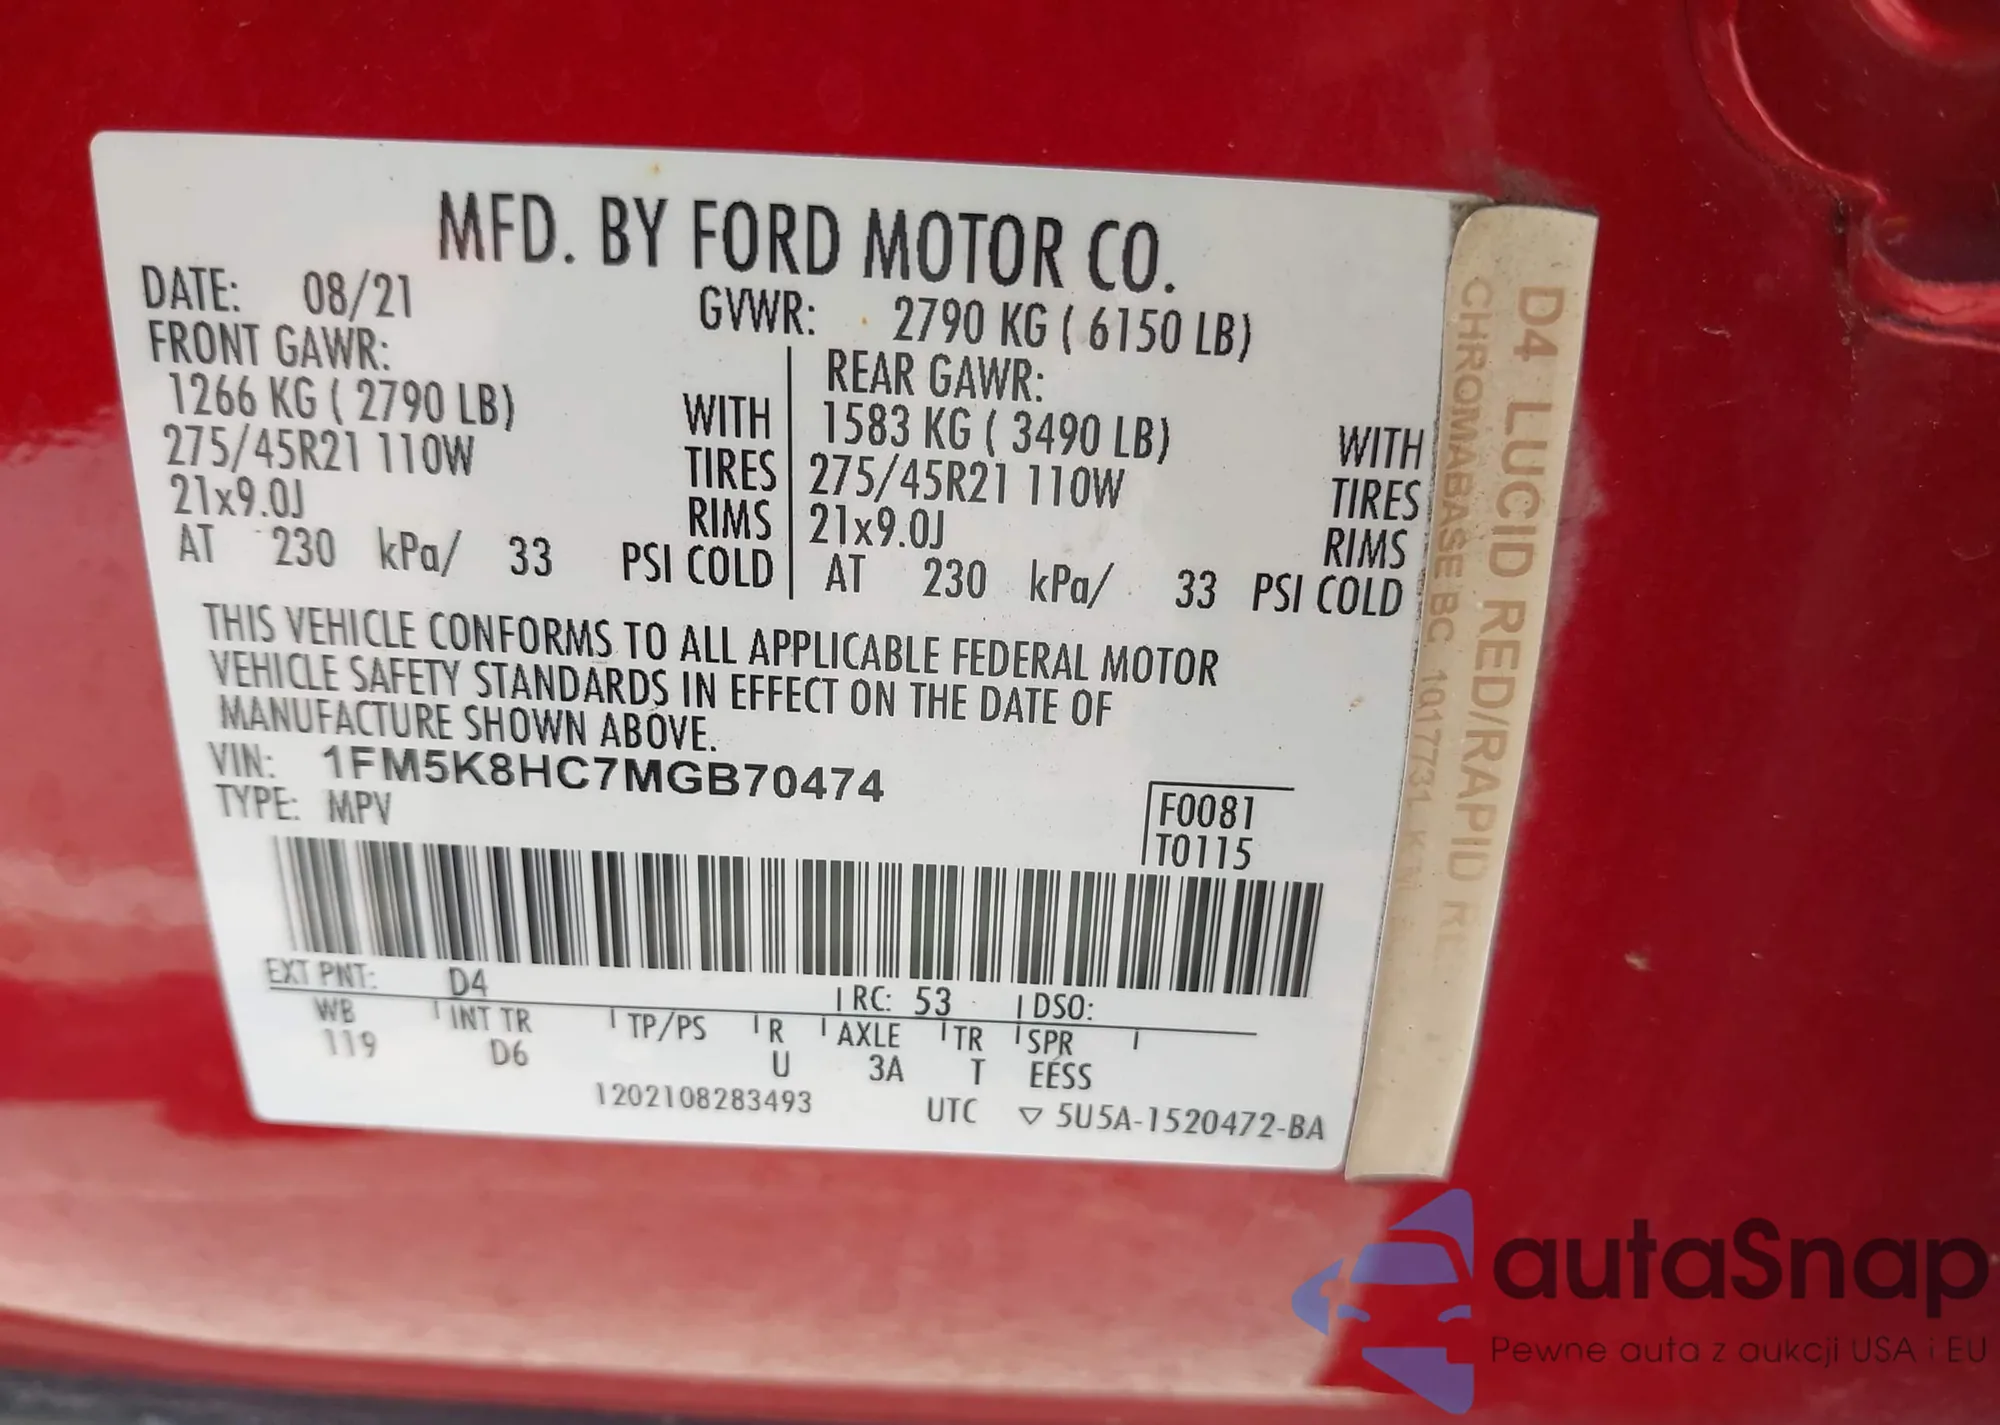 MFD. BY FORD MOTOR CO.
DATE: 08/21 GVWR: 2790 KG ( 6150 LB)
FRONT GAWR: REAR GAWR:
1266 KG ( 2790 LB) WITH 1583 KG ( 3490 LB) WITH
275/45R21 110W TIRES 275/45R21 110W TIRES
21x9.0J RIMS 21x9.0J RIMS
AT 230 kPa/ 33 PSI COLD AT 230 kPa/ 33 PSI COLD
THIS VEHICLE CONFORMS TO ALL APPLICABLE FEDERAL MOTOR
VEHICLE SAFETY STANDARDS IN EFFECT ON THE DATE OF
MANUFACTURE SHOWN ABOVE.
VIN: 1FM5K8HC7MGB70474
TYPE: MPV
F0081
T0115
EXT PNT: D4 RC: 53 DSO:
WB INT TR TP/PS R AXLE TR SPR
119 D6 U 3A T EESS
1202108283493 UTC ▽ 5U5A-1520472-BA
D4 LUCID RED/RAPID
CHROMABASE BC
autaSnap
Pewne auta z aukcji USA i EU